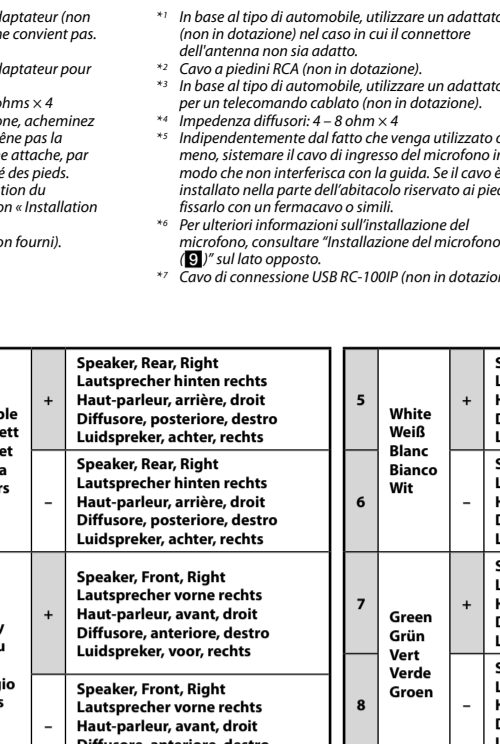 daptateur (non
ne convient pas.
daptateur pour
ohms × 4
one, acheminez
êne pas la
e attache, par
é des pieds.
tion du
on « Installation
on fourni).
*1 In base al tipo di automobile, utilizzare un adattato
(non in dotazione) nel caso in cui il connettore
dell'antenna non sia adatto.
*2 Cavo a piedini RCA (non in dotazione).
*3 In base al tipo di automobile, utilizzare un adattato
per un telecomando cablato (non in dotazione).
*4 Impedenza diffusori: 4 – 8 ohm × 4
*5 Indipendentemente dal fatto che venga utilizzato o
meno, sistemare il cavo di ingresso del microfono in
modo che non interferisca con la guida. Se il cavo è
installato nella parte dell'abitacolo riservato ai pied
fissarlo con un fermacavo o simili.
*6 Per ulteriori informazioni sull'installazione del
microfono, consultare “Installazione del microfono
(9)” sul lato opposto.
*7 Cavo di connessione USB RC-100IP (non in dotazion
ple
ett
et
a
rs
+
Speaker, Rear, Right
Lautsprecher hinten rechts
Haut-parleur, arrière, droit
Diffusore, posteriore, destro
Luidspreker, achter, rechts
–
Speaker, Rear, Right
Lautsprecher hinten rechts
Haut-parleur, arrière, droit
Diffusore, posteriore, destro
Luidspreker, achter, rechts
y
u
gio
s
+
Speaker, Front, Right
Lautsprecher vorne rechts
Haut-parleur, avant, droit
Diffusore, anteriore, destro
Luidspreker, voor, rechts
–
Speaker, Front, Right
Lautsprecher vorne rechts
Haut-parleur, avant, droit
Diffusore, anteriore, destro
5
6
White
Weiß
Blanc
Bianco
Wit
+
–
7
8
Green
Grün
Vert
Verde
Groen
+
–